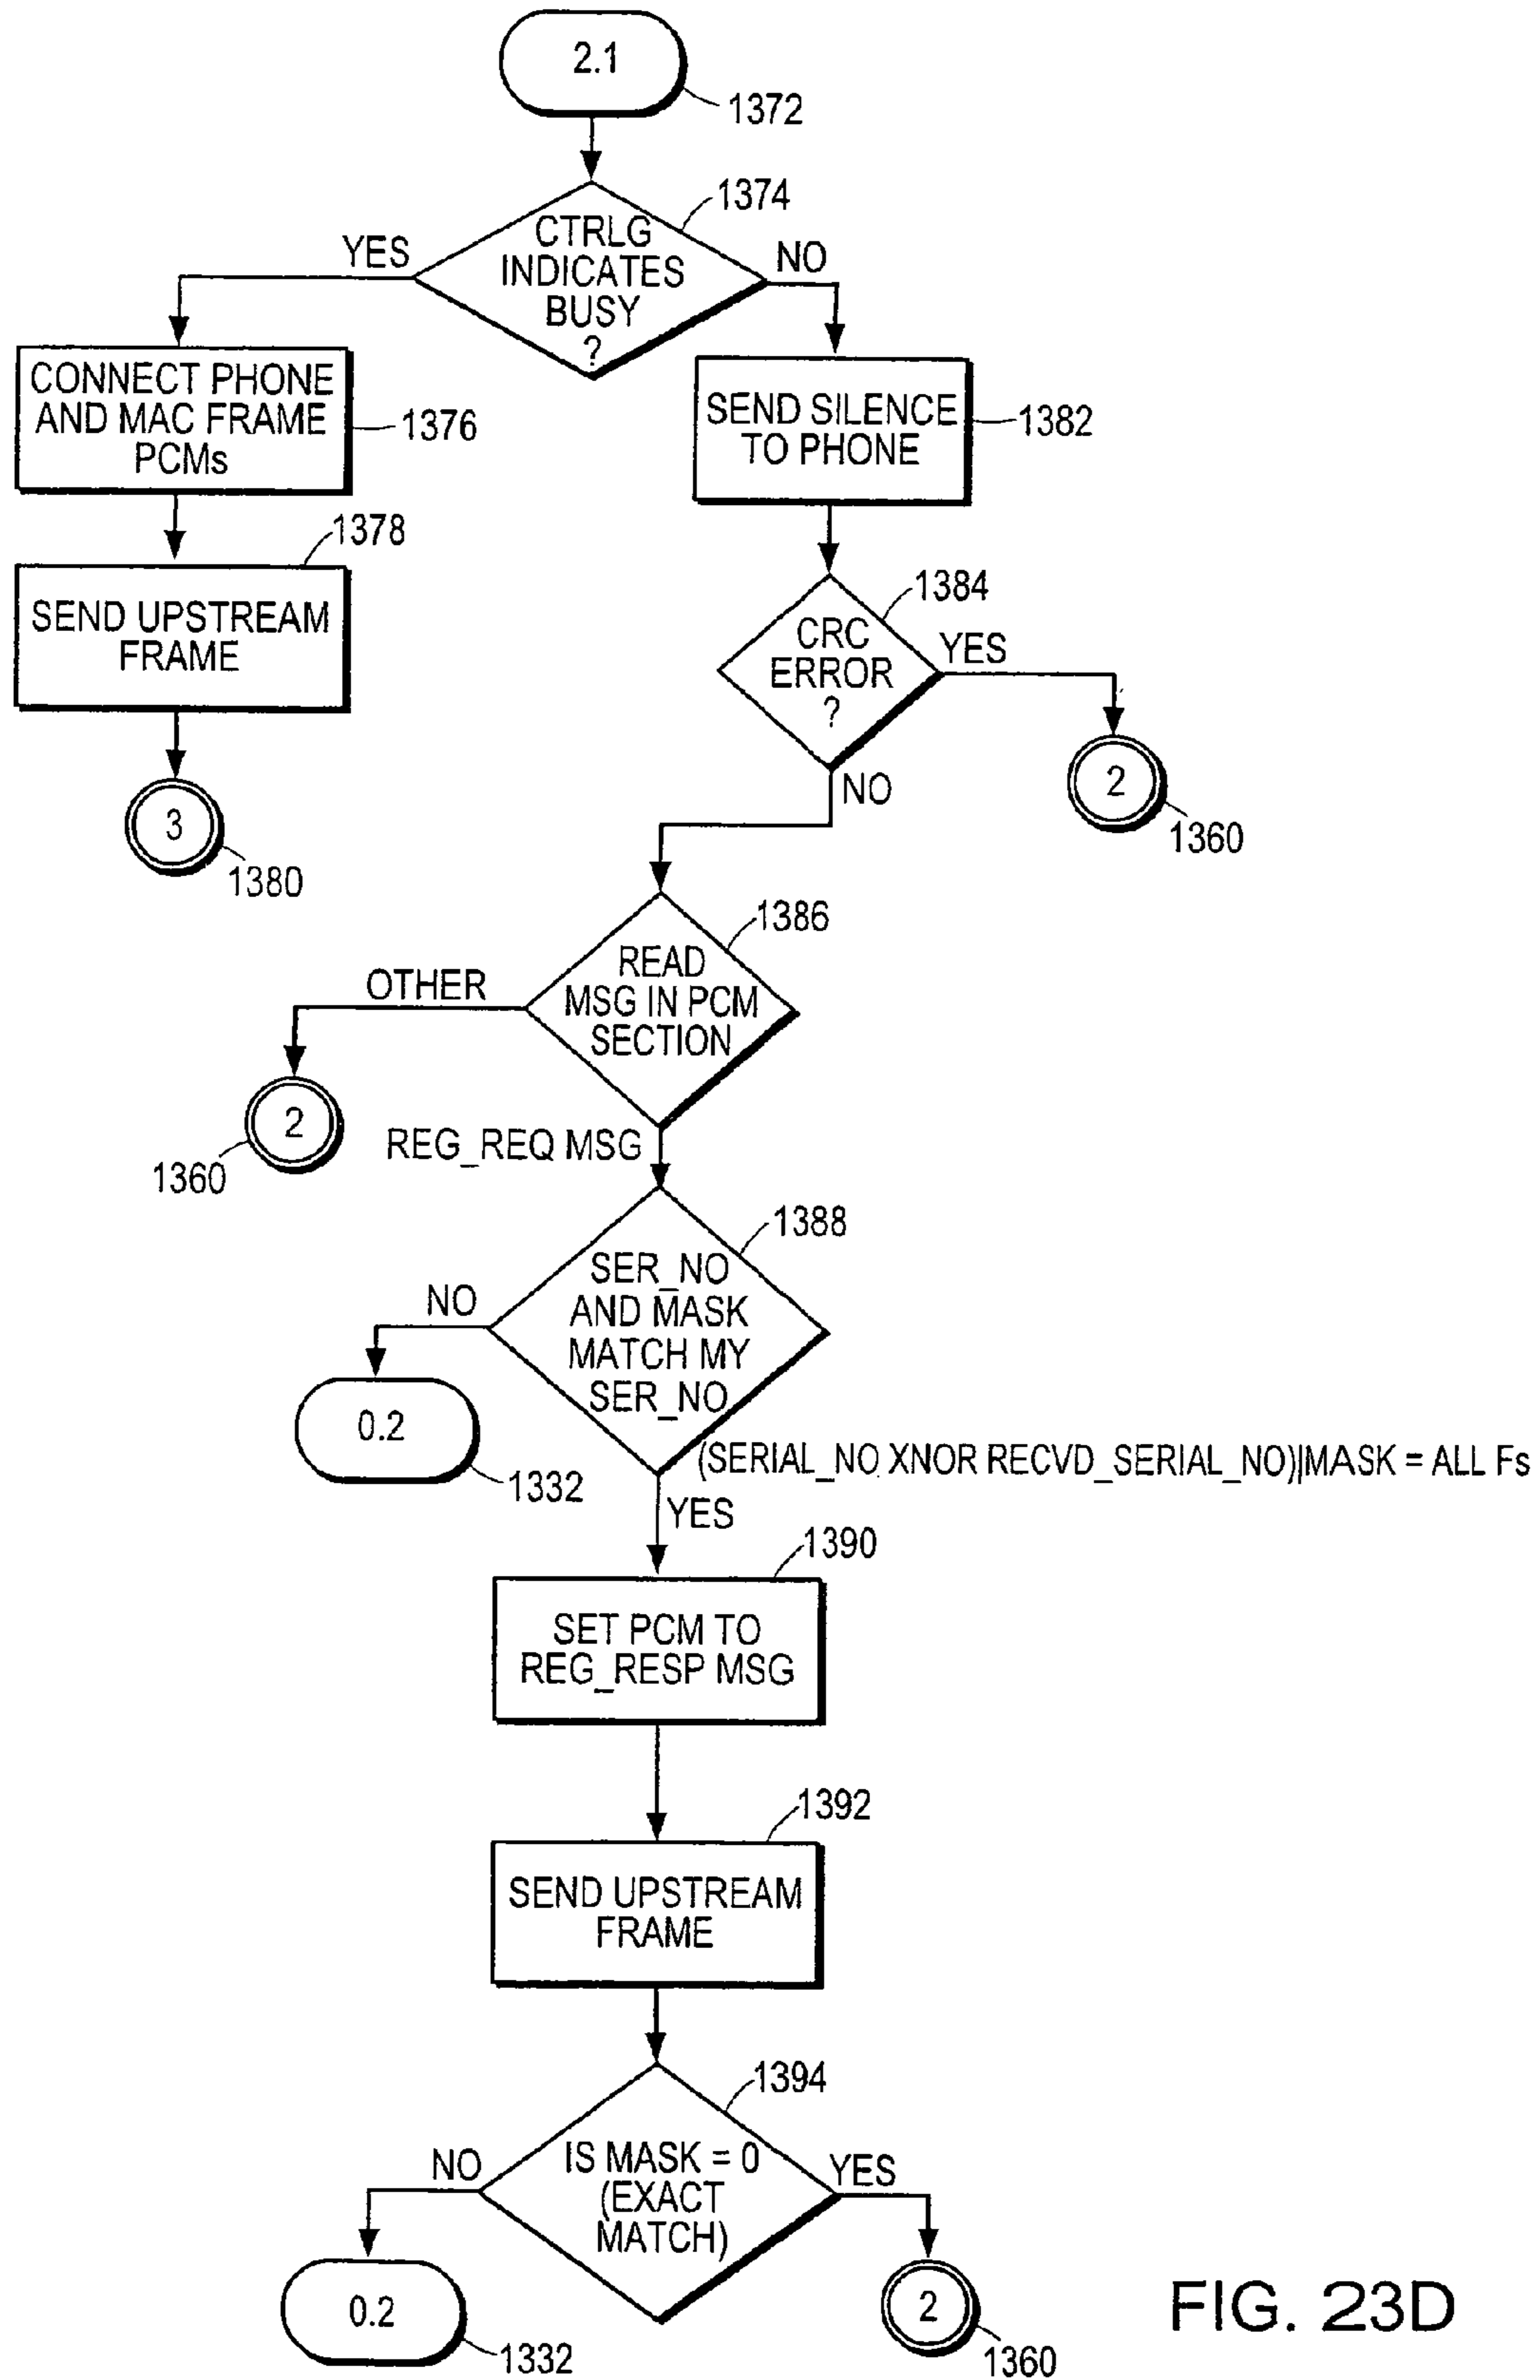 2.1
1372
1374
CTRLG
INDICATES
BUSY
?
YES
NO
CONNECT PHONE
AND MAC FRAME
PCMs
1376
SEND SILENCE
TO PHONE
1382
1378
SEND UPSTREAM
FRAME
1384
CRC
ERROR
?
YES
NO
3
1380
2
1360
1386
READ
MSG IN PCM
SECTION
OTHER
2
1360
REG_REQ MSG
1388
SER_NO
AND MASK
MATCH MY
SER_NO
NO
0.2
1332
(SERIAL_NO XNOR RECVD_SERIAL_NO)|MASK = ALL Fs
YES
1390
SET PCM TO
REG_RESP MSG
1392
SEND UPSTREAM
FRAME
1394
IS MASK = 0
(EXACT
MATCH)
NO
YES
0.2
1332
2
1360
FIG. 23D